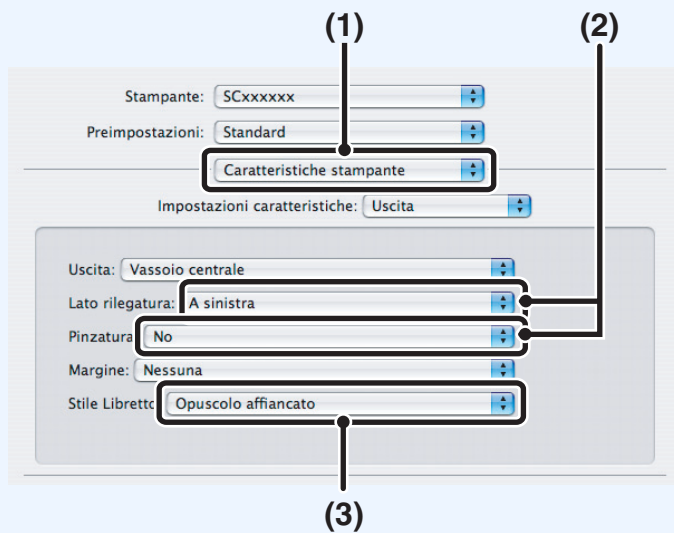 (1) (2)
Stampante: SCxxxxxx
Preimpostazioni: Standard
Caratteristiche stampante
Impostazioni caratteristiche: Uscita
Uscita: Vassoio centrale
Lato rilegatura: A sinistra
Pinzatura No
Margine: Nessuna
Stile Libretto Opuscolo affiancato
(3)